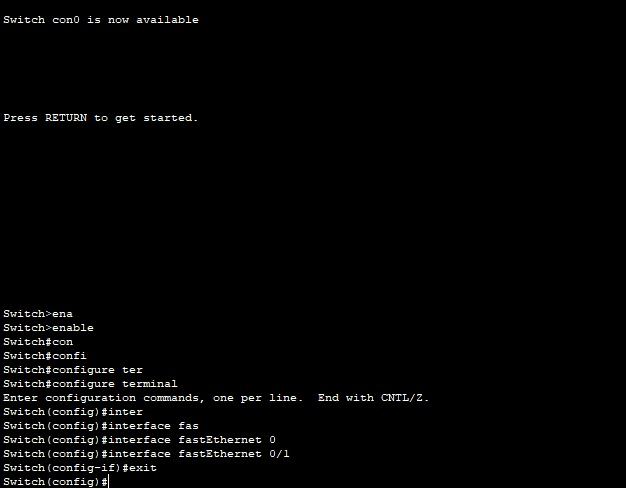 Switch con0 is now available
Press RETURN to get started.
Switch>ena
Switch>enable
Switch#con
Switch#confi
Switch#configure ter
Switch#configure terminal
Enter configuration commands, one per line.  End with CNTL/Z.
Switch(config)#inter
Switch(config)#interface fas
Switch(config)#interface fastEthernet 0
Switch(config)#interface fastEthernet 0/1
Switch(config-if)#exit
Switch(config)#